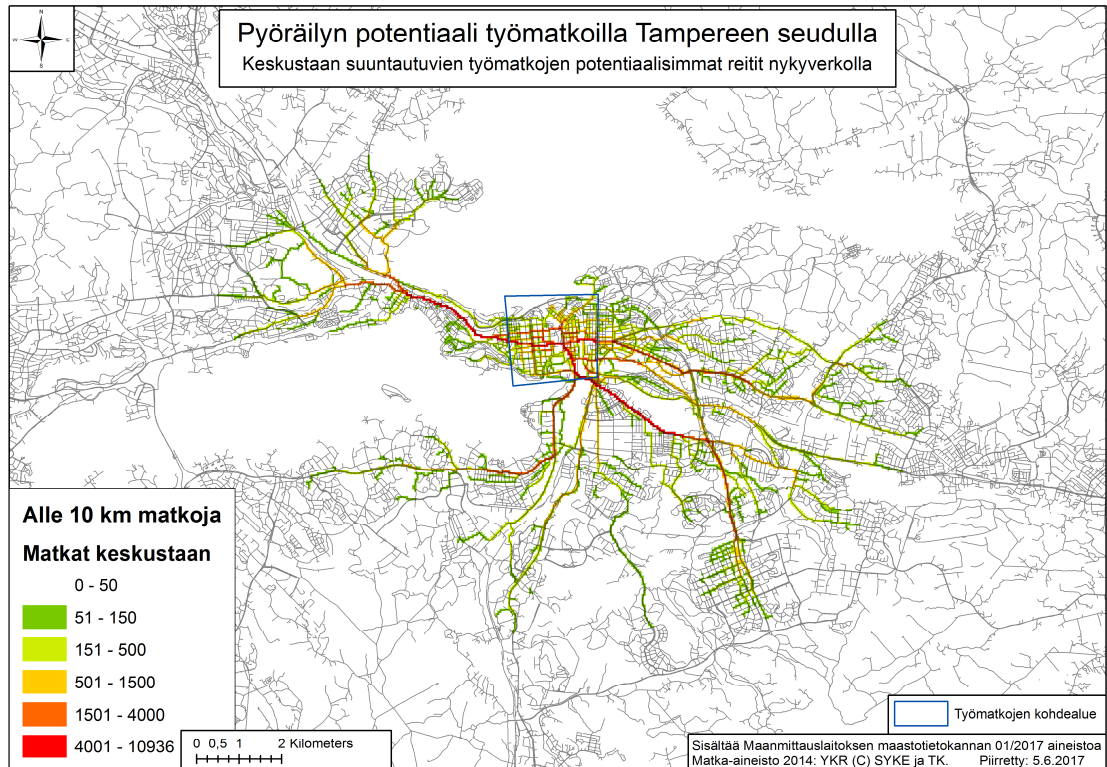 N
W E
S
Pyöräilyn potentiaali työmatkoilla Tampereen seudulla
Keskustaan suuntautuvien työmatkojen potentiaalisimmat reitit nykyverkolla
Alle 10 km matkoja
Matkat keskustaan
0 - 50
51 - 150
151 - 500
501 - 1500
1501 - 4000
4001 - 10936
0 0,5 1 2 Kilometers
Työmatkojen kohdealue
Sisältää Maanmittauslaitoksen maastotietokannan 01/2017 aineistoa
Matka-aineisto 2014: YKR (C) SYKE ja TK. Piirretty: 5.6.2017